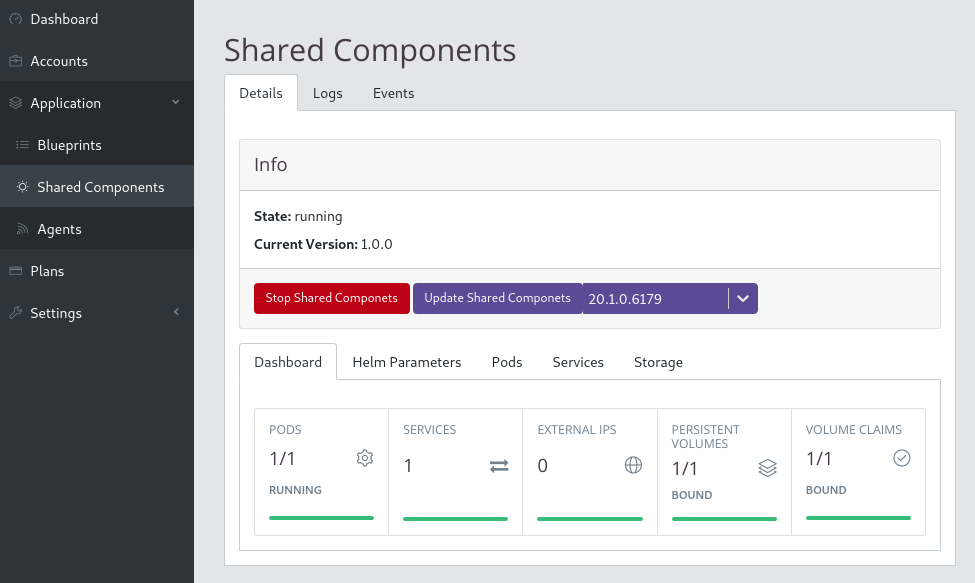 Dashboard
Accounts
Application
Blueprints
Shared Components
Agents
Plans
Settings
Shared Components
Details Logs Events
Info
State: running
Current Version: 1.0.0
Stop Shared Componets Update Shared Componets 20.1.0.6179
Dashboard Helm Parameters Pods Services Storage
PODS
1/1
RUNNING
SERVICES
1
EXTERNAL IPS
0
PERSISTENT
VOLUMES
1/1
BOUND
VOLUME CLAIMS
1/1
BOUND